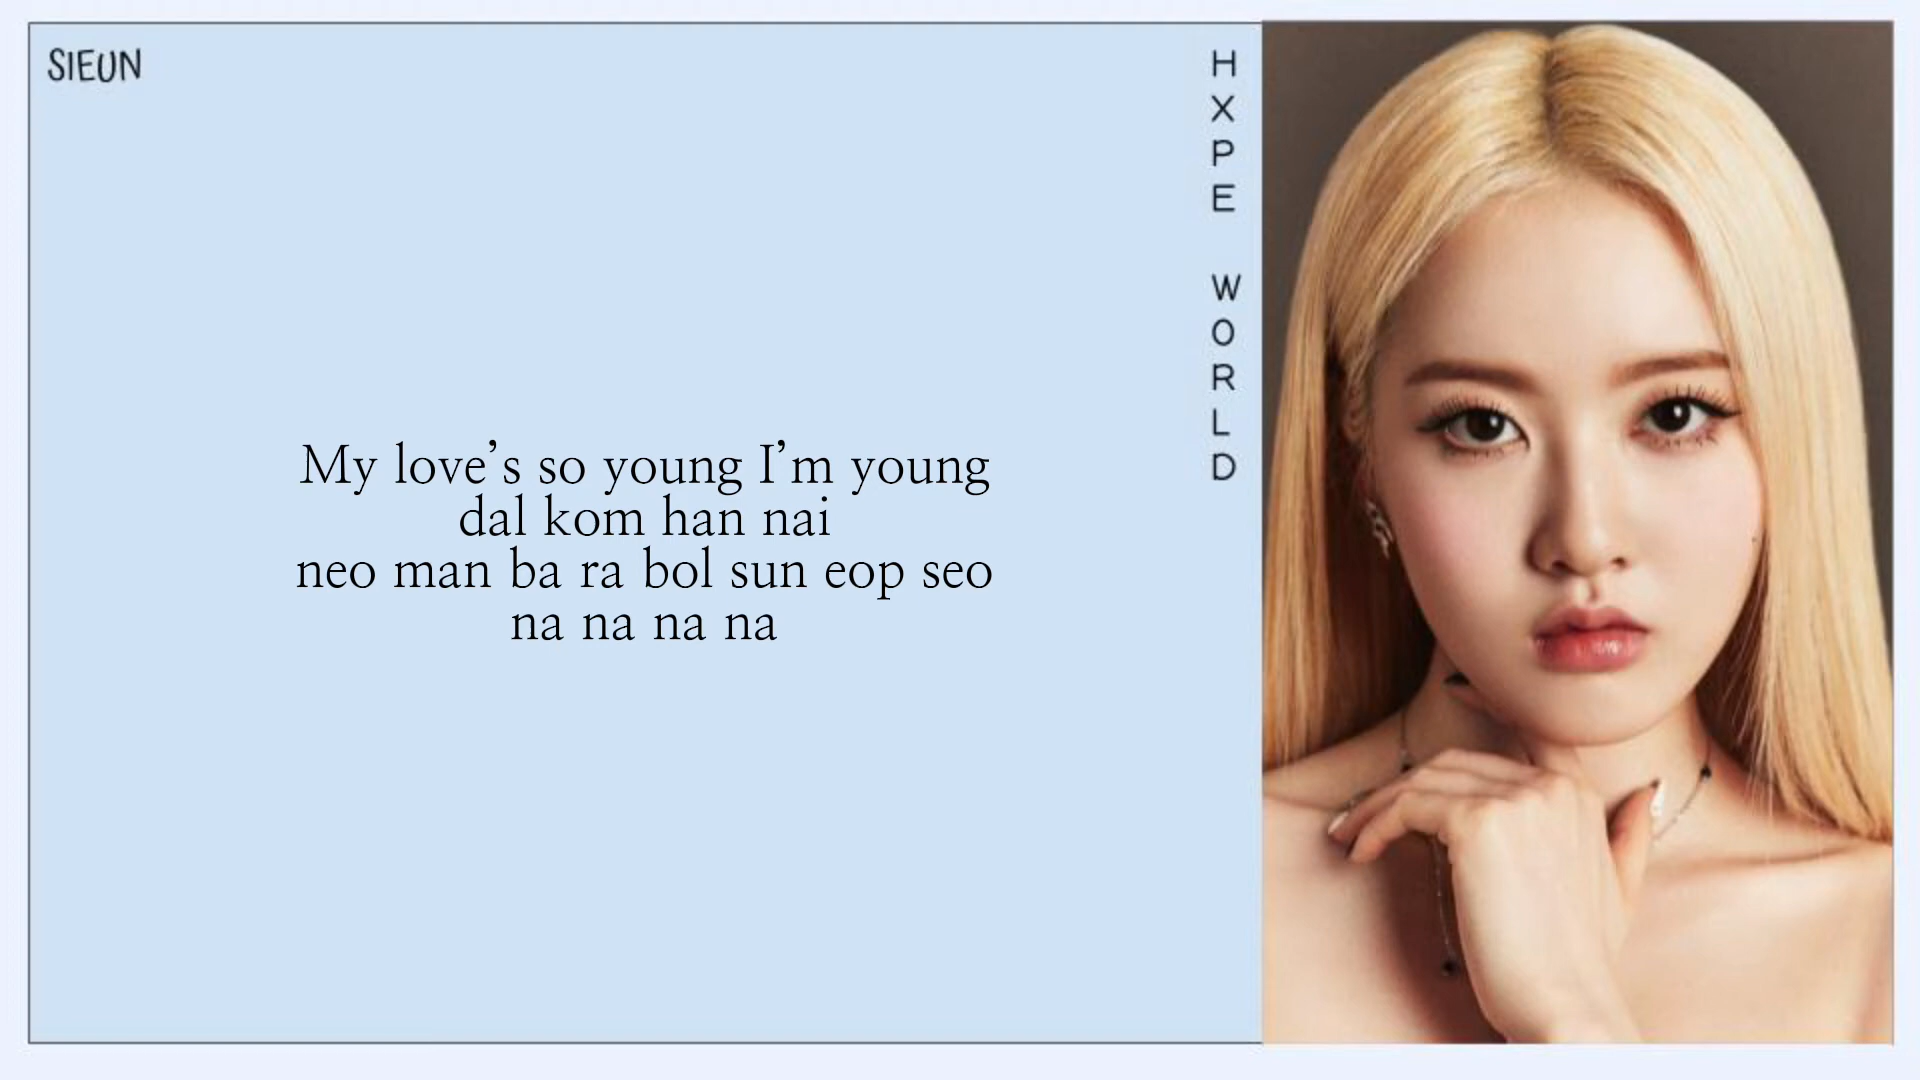 SIEUN
HXPE WORLD
My love’s so young I’m young
dal kom han nai
neo man ba ra bol sun eop seo
na na na na